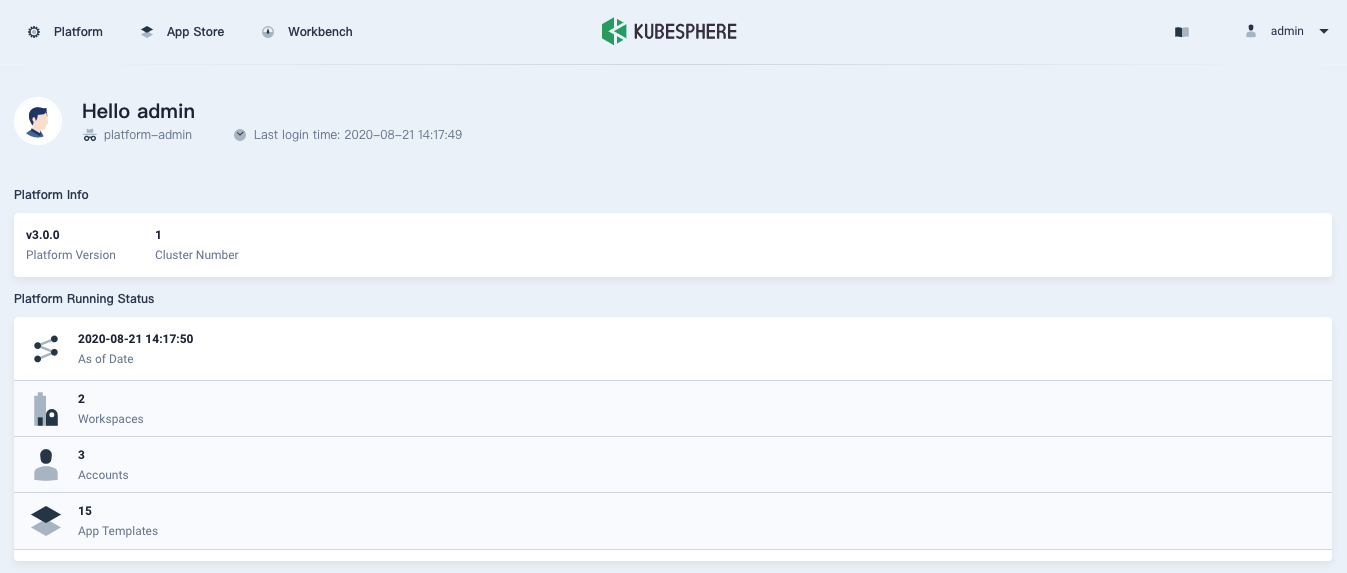 Platform
App Store
Workbench
KUBESPHERE
admin
Hello admin
platform-admin
Last login time: 2020-08-21 14:17:49
Platform Info
v3.0.0
Platform Version
1
Cluster Number
Platform Running Status
2020-08-21 14:17:50
As of Date
2
Workspaces
3
Accounts
15
App Templates